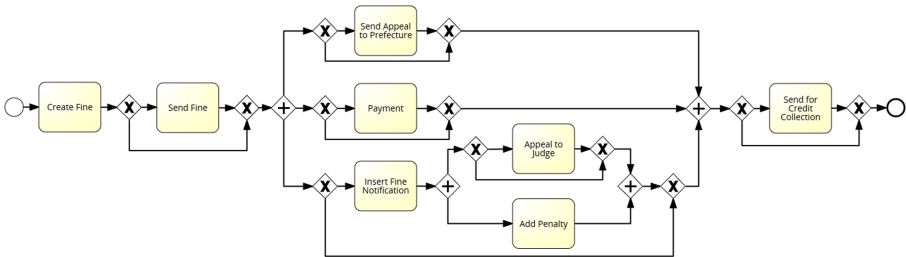 Send Appeal
to Prefecture
Create Fine
Send Fine
Payment
Send for
Credit
Collection
Appeal to
Judge
Insert Fine
Notification
Add Penalty